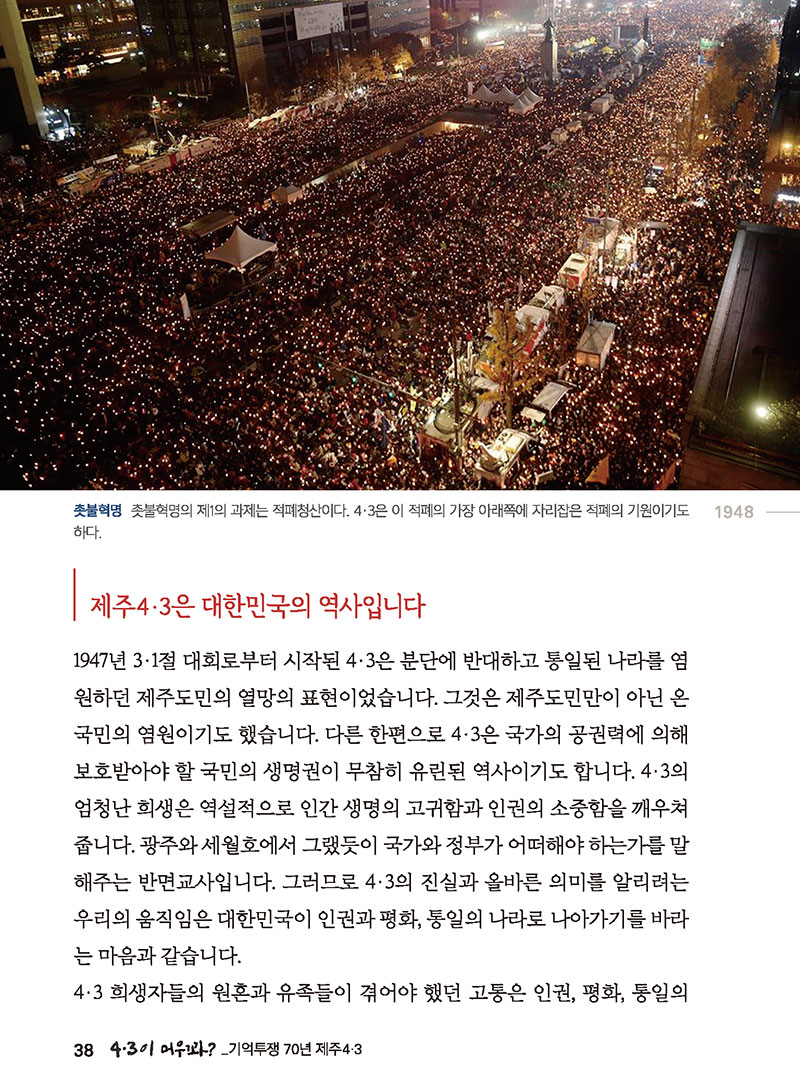 촛불혁명 촛불혁명의 제1의 과제는 적폐청산이다. 4·3은 이 적폐의 가장 아래쪽에 자리잡은 적폐의 기원이기도
하다.
1948
제주4·3은 대한민국의 역사입니다
1947년 3·1절 대회로부터 시작된 4·3은 분단에 반대하고 통일된 나라를 염
원하던 제주도민의 열망의 표현이었습니다. 그것은 제주도민만이 아닌 온
국민의 염원이기도 했습니다. 다른 한편으로 4·3은 국가의 공권력에 의해
보호받아야 할 국민의 생명권이 무참히 유린된 역사이기도 합니다. 4·3의
엄청난 희생은 역설적으로 인간 생명의 고귀함과 인권의 소중함을 깨우쳐
줍니다. 광주와 세월호에서 그랬듯이 국가와 정부가 어떠해야 하는가를 말
해주는 반면교사입니다. 그러므로 4·3의 진실과 올바른 의미를 알리려는
우리의 움직임은 대한민국이 인권과 평화, 통일의 나라로 나아가기를 바라
는 마음과 같습니다.
4·3 희생자들의 원혼과 유족들이 겪어야 했던 고통은 인권, 평화, 통일의
38 4·3이 머우꽈? _기억투쟁 70년 제주4·3